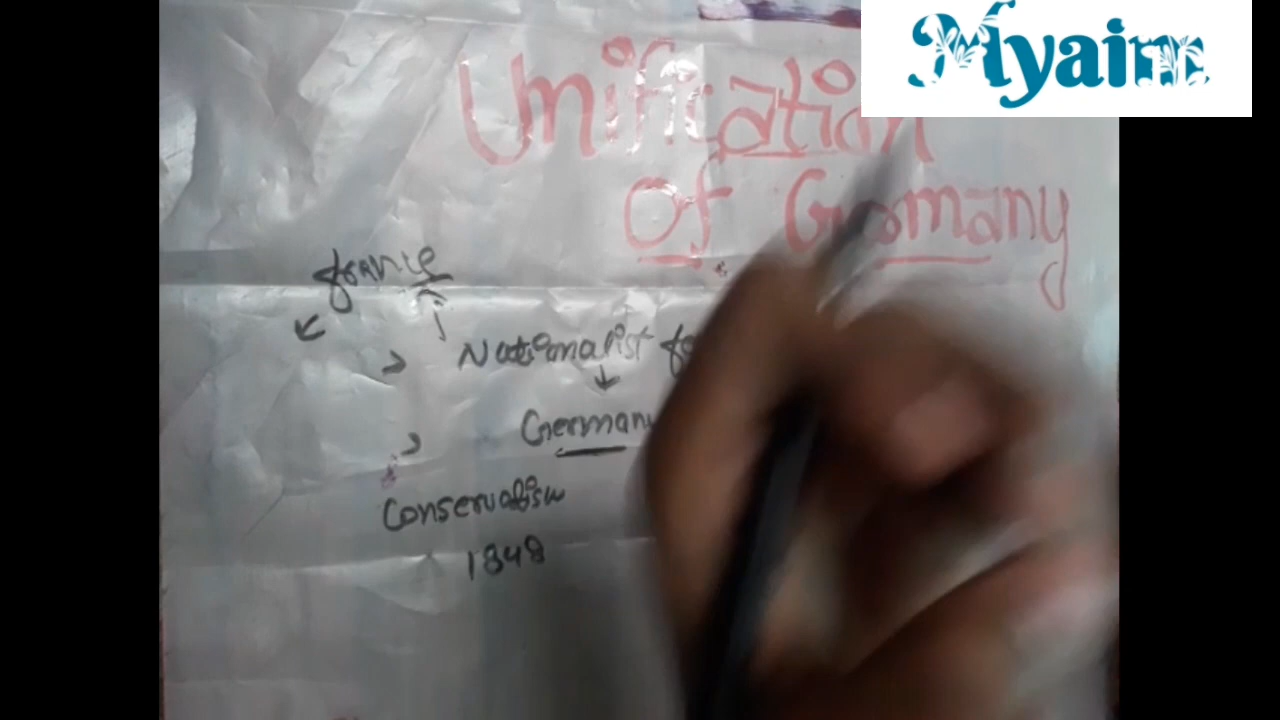 Myaim
Unification
Of Germany
france
Nationalist
Germany
Conservatism
1848